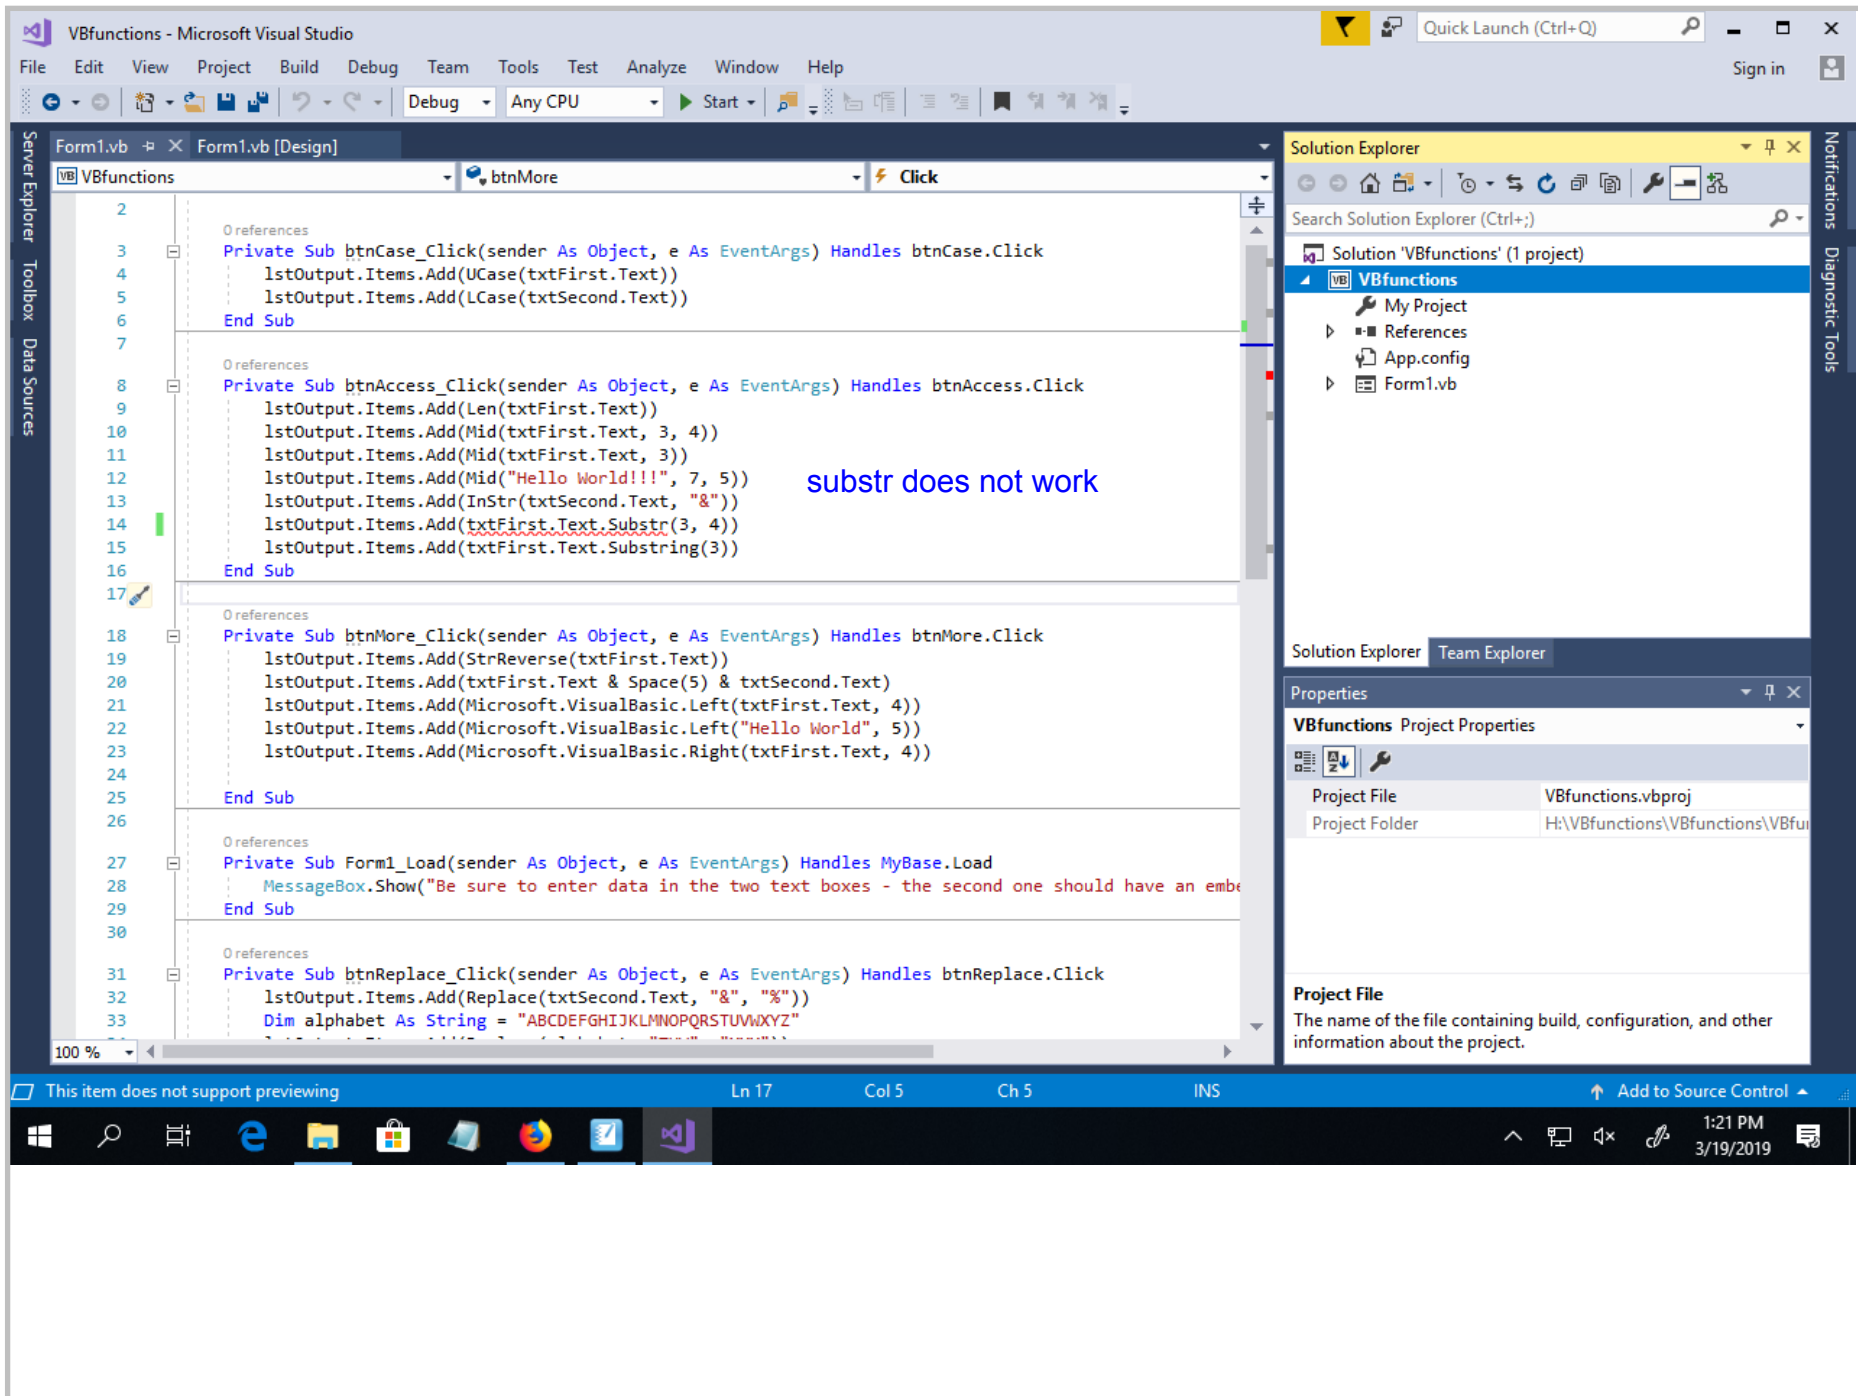 VBfunctions - Microsoft Visual Studio
Quick Launch (Ctrl+Q)
File Edit View Project Build Debug Team Tools Test Analyze Window Help
Sign in
Debug Any CPU Start
Server Explorer
Toolbox
Data Sources
Form1.vb Form1.vb [Design]
VB VBfunctions btnMore Click
2
0 references
3 Private Sub btnCase_Click(sender As Object, e As EventArgs) Handles btnCase.Click
4 lstOutput.Items.Add(UCase(txtFirst.Text))
5 lstOutput.Items.Add(LCase(txtSecond.Text))
6 End Sub
7
0 references
8 Private Sub btnAccess_Click(sender As Object, e As EventArgs) Handles btnAccess.Click
9 lstOutput.Items.Add(Len(txtFirst.Text))
10 lstOutput.Items.Add(Mid(txtFirst.Text, 3, 4))
11 lstOutput.Items.Add(Mid(txtFirst.Text, 3))
12 lstOutput.Items.Add(Mid("Hello World!!!", 7, 5))
substr does not work
13 lstOutput.Items.Add(InStr(txtSecond.Text, "&"))
14 lstOutput.Items.Add(txtFirst.Text.Substr(3, 4))
15 lstOutput.Items.Add(txtFirst.Text.Substring(3))
16 End Sub
17
0 references
18 Private Sub btnMore_Click(sender As Object, e As EventArgs) Handles btnMore.Click
19 lstOutput.Items.Add(StrReverse(txtFirst.Text))
20 lstOutput.Items.Add(txtFirst.Text & Space(5) & txtSecond.Text)
21 lstOutput.Items.Add(Microsoft.VisualBasic.Left(txtFirst.Text, 4))
22 lstOutput.Items.Add(Microsoft.VisualBasic.Left("Hello World", 5))
23 lstOutput.Items.Add(Microsoft.VisualBasic.Right(txtFirst.Text, 4))
24
25 End Sub
26
0 references
27 Private Sub Form1_Load(sender As Object, e As EventArgs) Handles MyBase.Load
28 MessageBox.Show("Be sure to enter data in the two text boxes - the second one should have an embe
29 End Sub
30
0 references
31 Private Sub btnReplace_Click(sender As Object, e As EventArgs) Handles btnReplace.Click
32 lstOutput.Items.Add(Replace(txtSecond.Text, "&", "%"))
33 Dim alphabet As String = "ABCDEFGHIJKLMNOPQRSTUVWXYZ"
100 %
Solution Explorer
Search Solution Explorer (Ctrl+;)
Solution 'VBfunctions' (1 project)
VB VBfunctions
My Project
References
App.config
Form1.vb
Solution Explorer Team Explorer
Properties
VBfunctions Project Properties
Project File VBfunctions.vbproj
Project Folder H:\VBfunctions\VBfunctions\VBfu
Project File
The name of the file containing build, configuration, and other
information about the project.
Notifications
Diagnostic Tools
This item does not support previewing Ln 17 Col 5 Ch 5 INS Add to Source Control
1:21 PM
3/19/2019